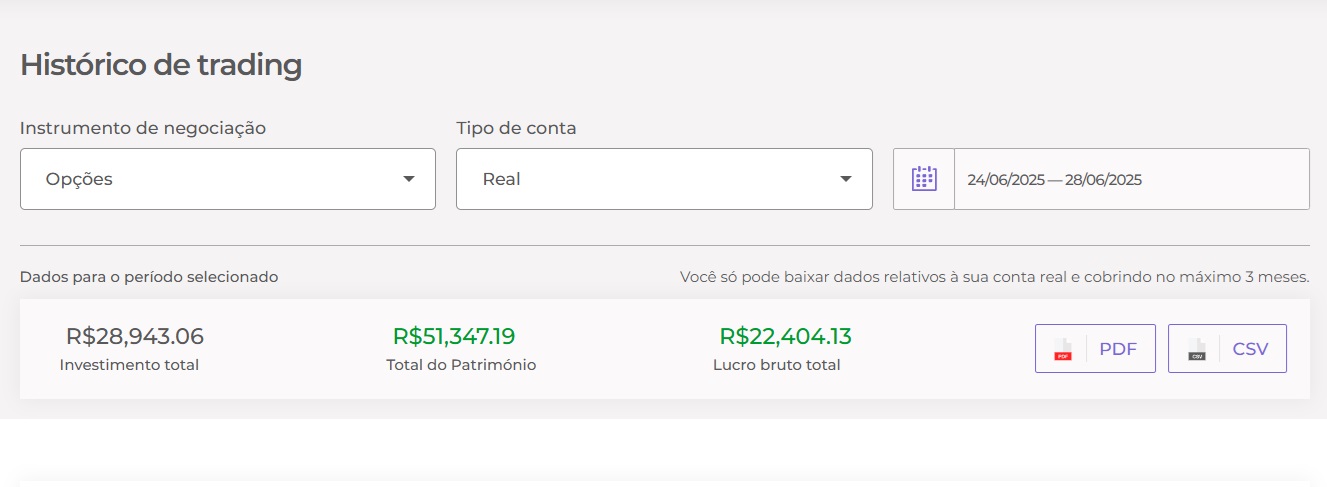 Histórico de trading
Instrumento de negociação
Tipo de conta
Opções
Real
24/06/2025 — 28/06/2025
Dados para o período selecionado
Você só pode baixar dados relativos à sua conta real e cobrindo no máximo 3 meses.
R$28,943.06
R$51,347.19
R$22,404.13
Investimento total
Total do Património
Lucro bruto total
PDF
PDF
CSV
CSV